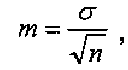 m = σ / √n ,